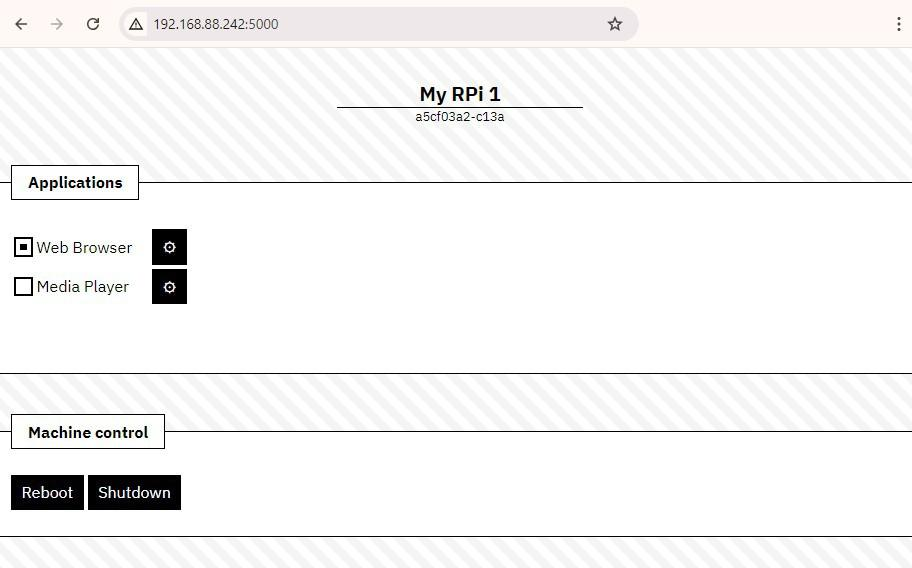 192.168.88.242:5000
My RPi 1
a5cf03a2-c13a
Applications
Web Browser
Media Player
Machine control
Reboot Shutdown